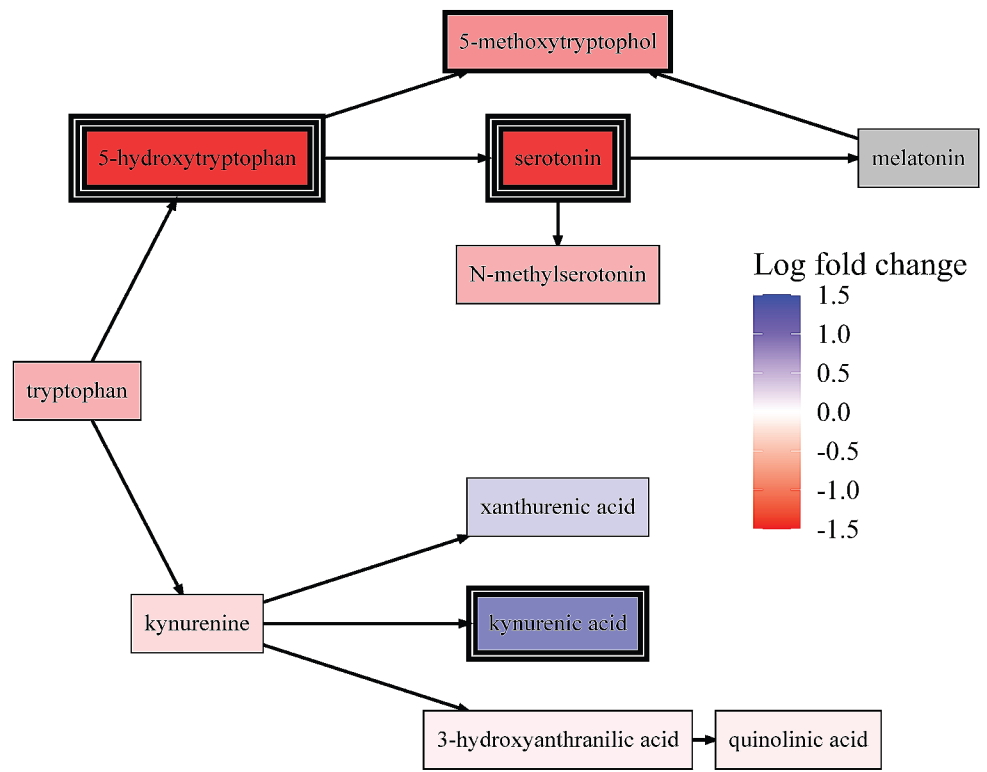 5-methoxytryptophol
5-hydroxytryptophan
serotonin
melatonin
N-methylserotonin
Log fold change
1.5
1.0
0.5
0.0
-0.5
-1.0
-1.5
tryptophan
xanthurenic acid
kynurenine
kynurenic acid
3-hydroxyanthranilic acid
quinolinic acid